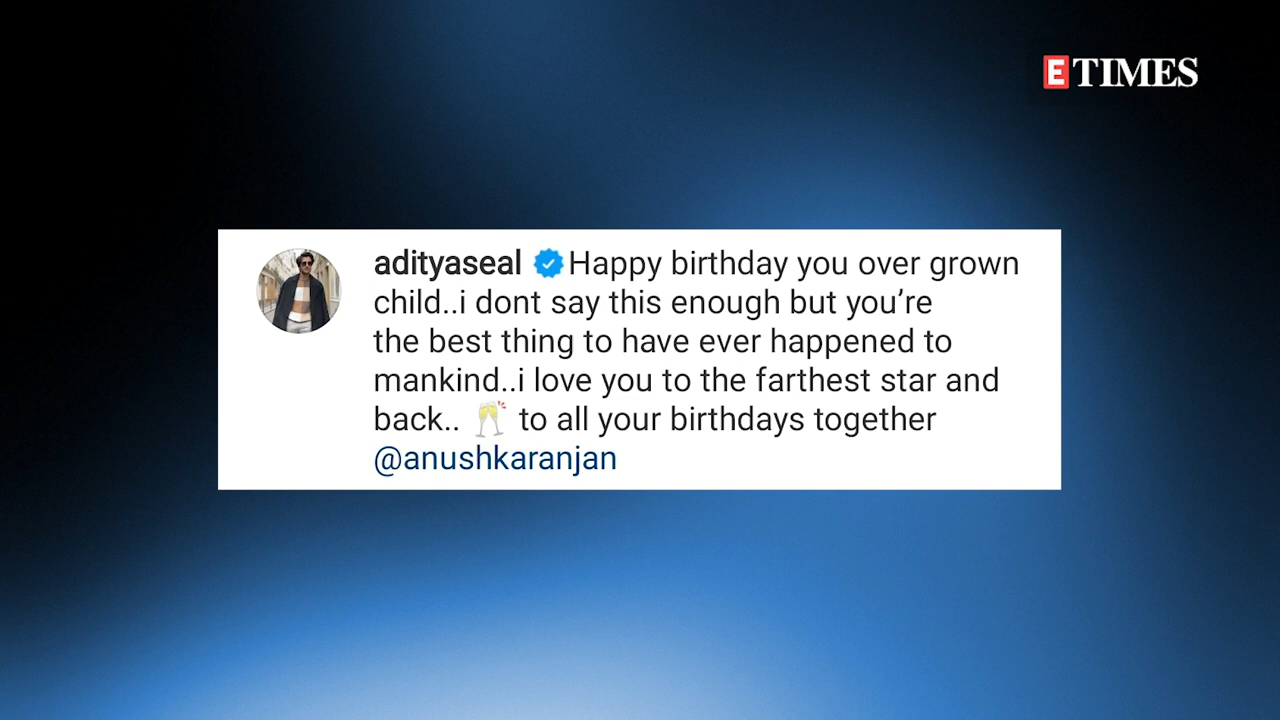 E TIMES
adityaseal Happy birthday you over grown
child..i dont say this enough but you’re
the best thing to have ever happened to
mankind..i love you to the farthest star and
back.. 🥂 to all your birthdays together
@anushkaranjan